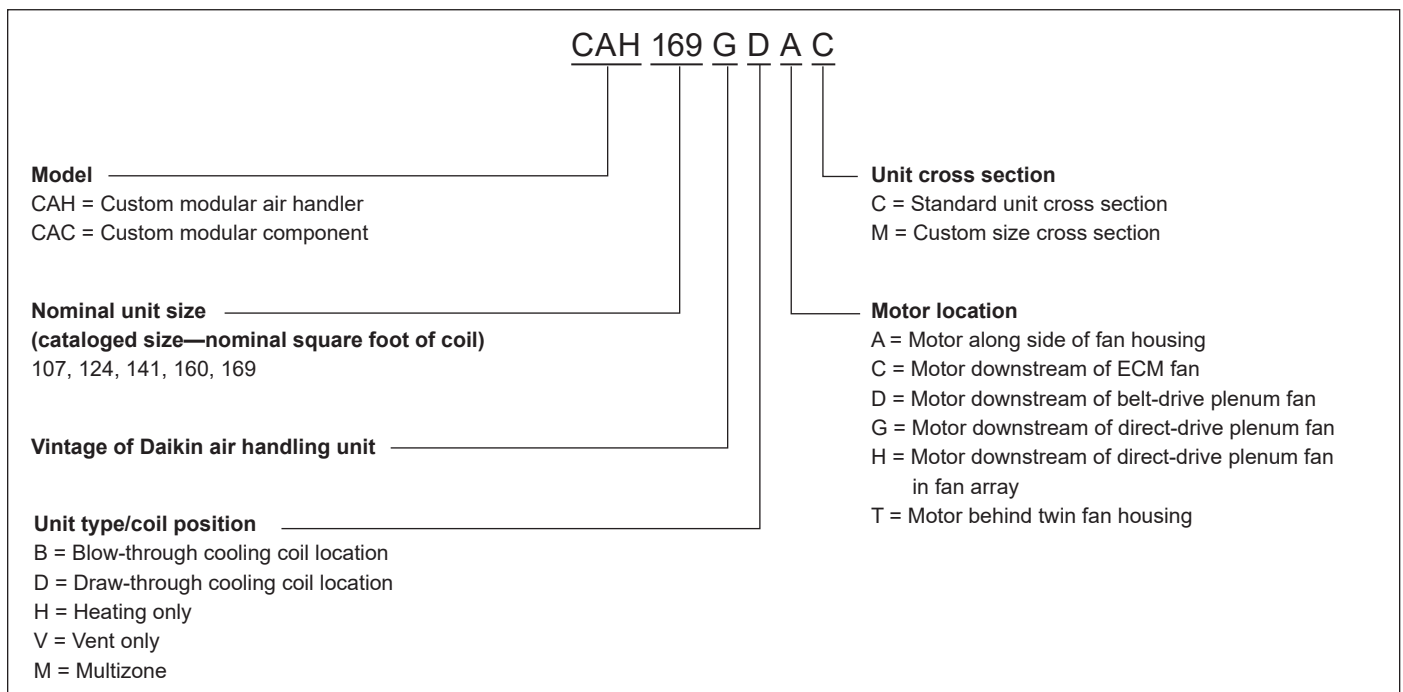 CAH 169 G D A C
Model
CAH = Custom modular air handler
CAC = Custom modular component
Nominal unit size
(cataloged size—nominal square foot of coil)
107, 124, 141, 160, 169
Vintage of Daikin air handling unit
Unit type/coil position
B = Blow-through cooling coil location
D = Draw-through cooling coil location
H = Heating only
V = Vent only
M = Multizone
Unit cross section
C = Standard unit cross section
M = Custom size cross section
Motor location
A = Motor along side of fan housing
C = Motor downstream of ECM fan
D = Motor downstream of belt-drive plenum fan
G = Motor downstream of direct-drive plenum fan
H = Motor downstream of direct-drive plenum fan
in fan array
T = Motor behind twin fan housing